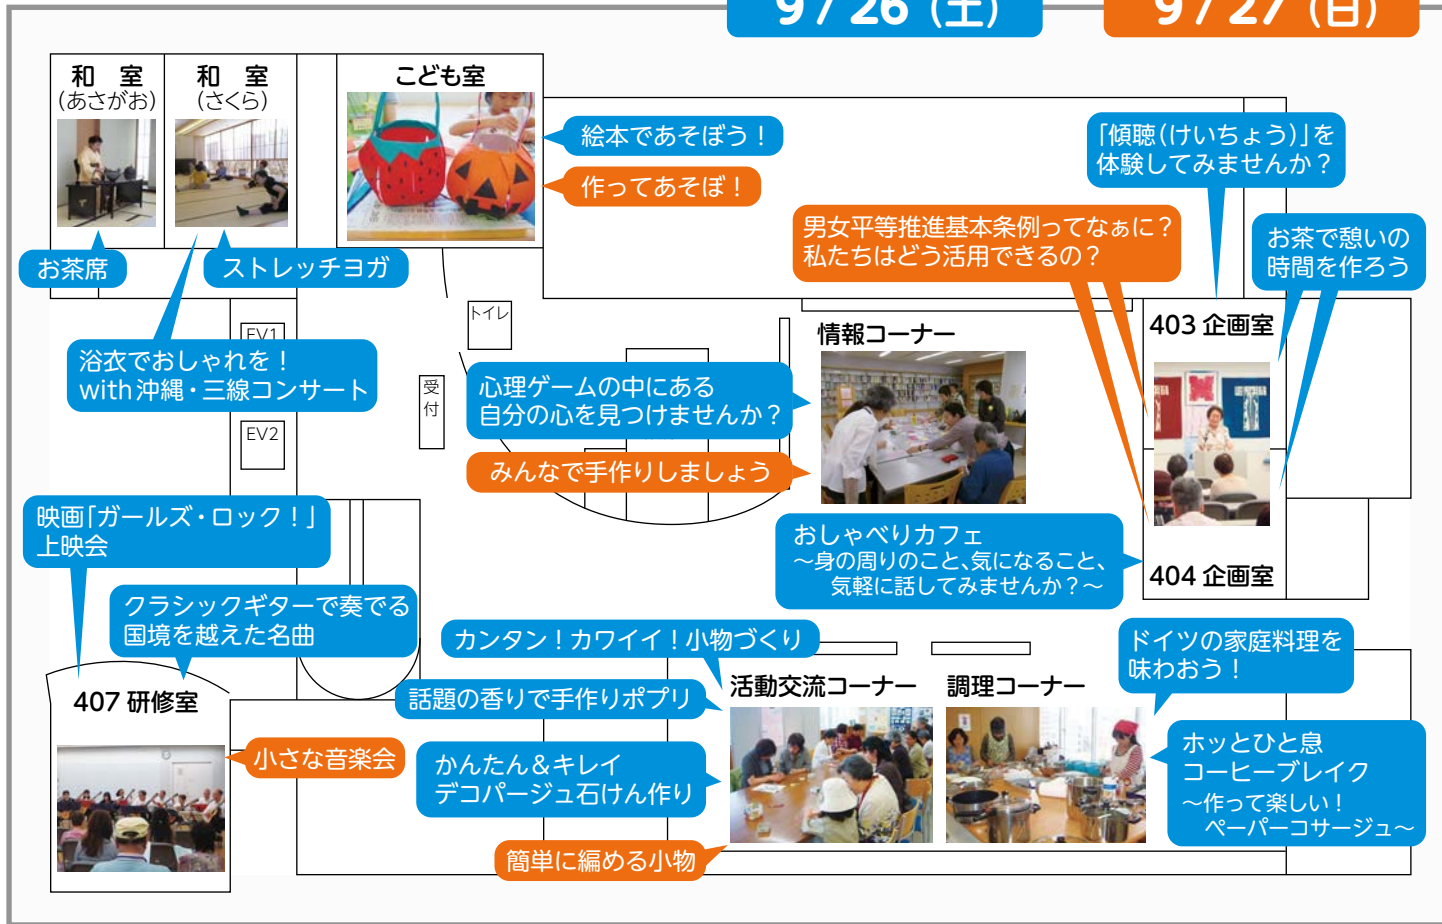 9 / 26（土）
9 / 27（日）
和　室
（あさがお）
和　室
（さくら）
こども室
絵本であそぼう！
作ってあそぼ！
お茶席
ストレッチヨガ
浴衣でおしゃれを！
with 沖縄・三線コンサート
EV1
EV2
トイレ
受付
「傾聴（けいちょう）」を
体験してみませんか？
男女平等推進基本条例ってなぁに？
私たちはどう活用できるの？
お茶で憩いの
時間を作ろう
403 企画室
404 企画室
情報コーナー
心理ゲームの中にある
自分の心を見つけませんか？
みんなで手作りしましょう
おしゃべりカフェ
～身の周りのこと、気になること、
気軽に話してみませんか？～
映画「ガールズ・ロック！」
上映会
クラシックギターで奏でる
国境を越えた名曲
407 研修室
小さな音楽会
カンタン！カワイイ！小物づくり
話題の香りで手作りポプリ
かんたん＆キレイ
デコパージュ石けん作り
簡単に編める小物
活動交流コーナー
調理コーナー
ドイツの家庭料理を
味わおう！
ホッとひと息
コーヒーブレイク
～作って楽しい！
ペーパーコサージュ～